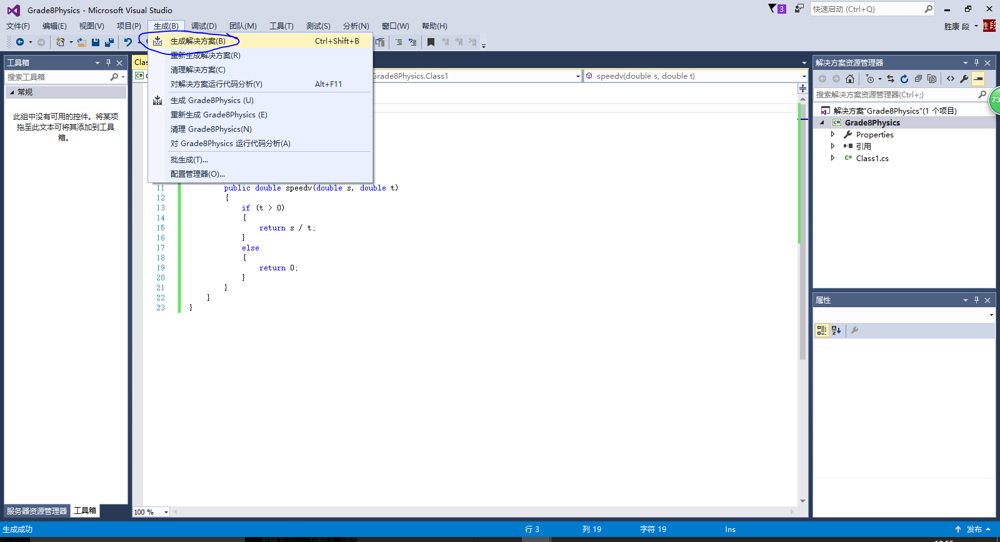 Grade8Physics - Microsoft Visual Studio
3
快速启动 (Ctrl+Q)
文件(F) 编辑(E) 视图(V) 项目(P) 生成(B) 调试(D) 团队(M) 工具(T) 测试(S) 分析(N) 窗口(W) 帮助(H)
胜康 段
胜段
生成解决方案(B) Ctrl+Shift+B
重新生成解决方案(R)
清理解决方案(C)
对解决方案运行代码分析(Y) Alt+F11
生成 Grade8Physics (U)
重新生成 Grade8Physics (E)
清理 Grade8Physics(N)
对 Grade8Physics 运行代码分析(A)
批生成(T)...
配置管理器(O)...
工具箱
搜索工具箱
常规
此组中没有可用的控件。将某项
拖至此文本可将其添加到工具
箱。
服务器资源管理器 工具箱
Clas
Grade8Physics.Class1
speedv(double s, double t)
11 public double speedv(double s, double t)
12 {
13 if (t > 0)
14 {
15 return s / t;
16 }
17 else
18 {
19 return 0;
20 }
21 }
22 }
23 }
100 %
解决方案资源管理器
搜索解决方案资源管理器(Ctrl+;)
73
解决方案"Grade8Physics"(1 个项目)
C# Grade8Physics
Properties
引用
C# Class1.cs
属性
生成成功
行 3 列 19 字符 19 Ins
发布